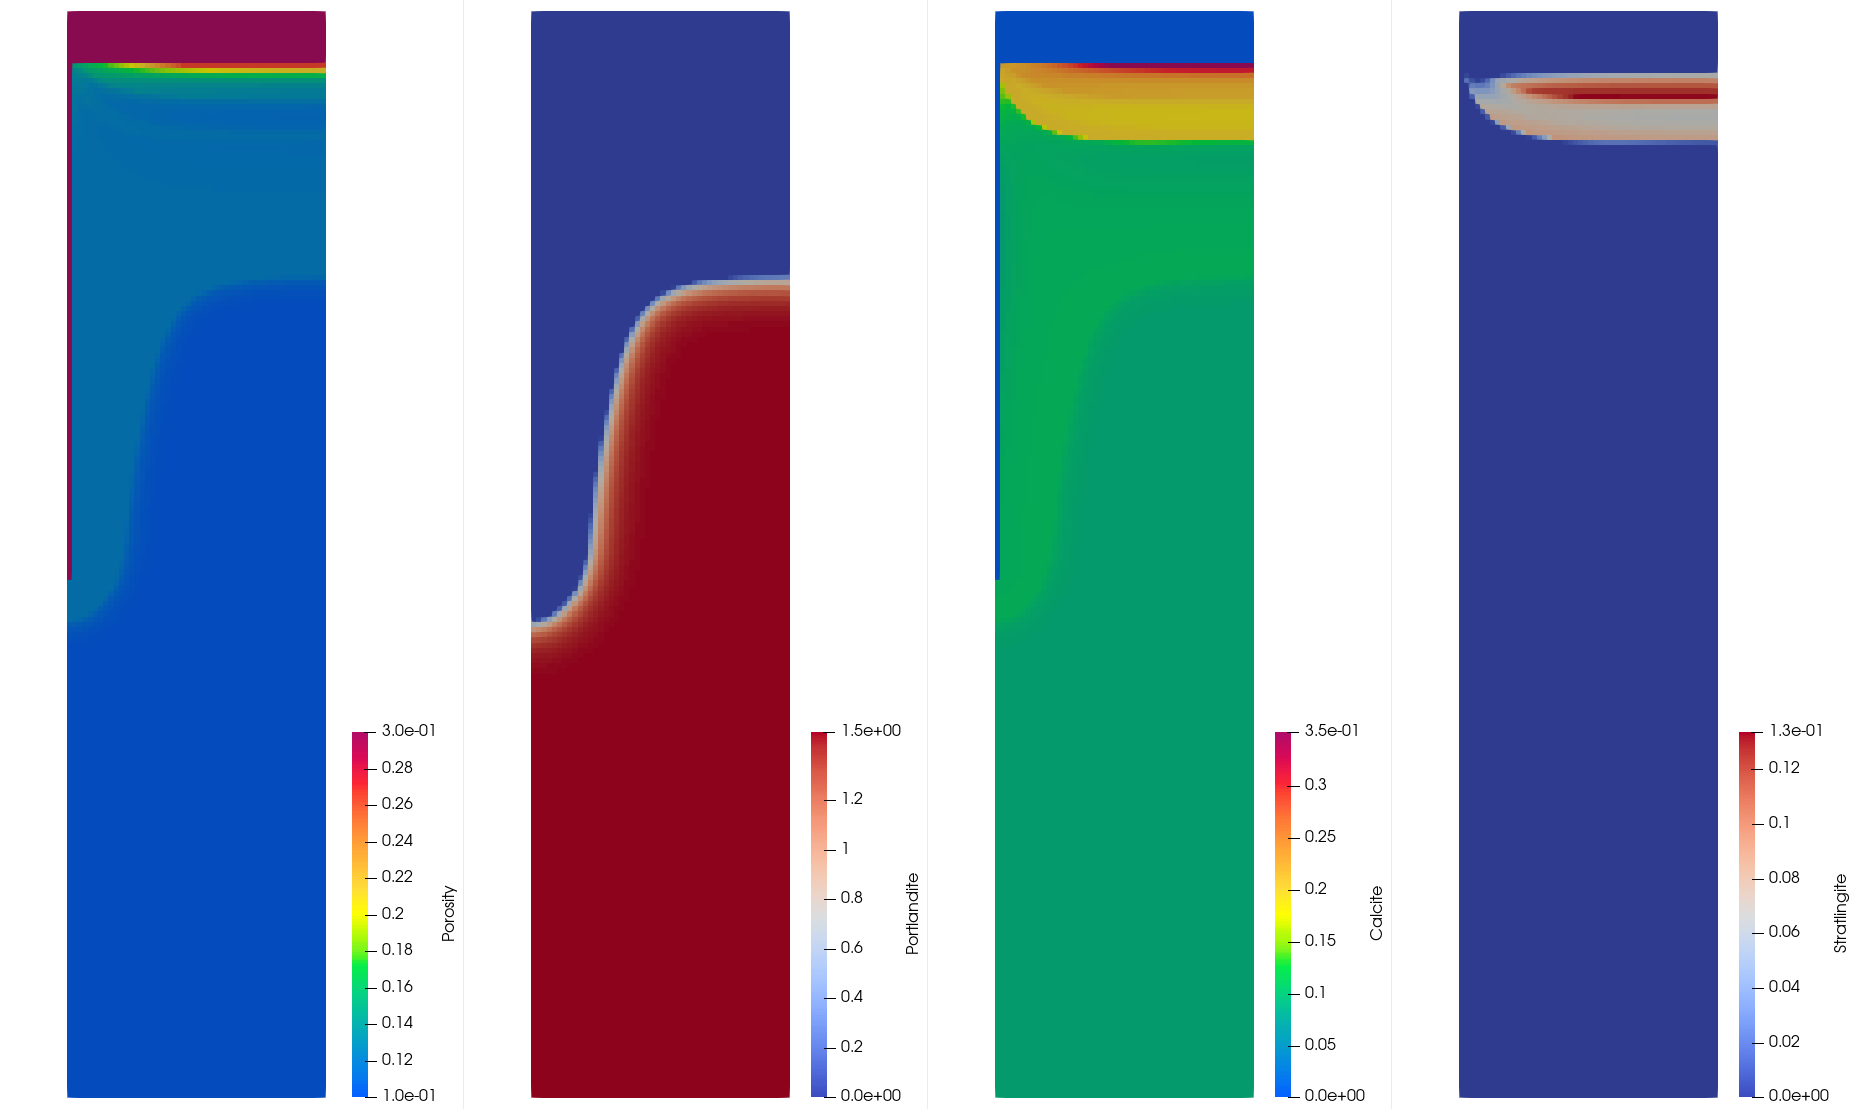 3.0e-01
0.28
0.26
0.24
0.22
0.2
0.18
0.16
0.14
0.12
1.0e-01
Porosity
1.5e+00
1.2
1
0.8
0.6
0.4
0.2
0.0e+00
Portlandite
3.5e-01
0.3
0.25
0.2
0.15
0.1
0.05
0.0e+00
Calcite
1.3e-01
0.12
0.1
0.08
0.06
0.04
0.02
0.0e+00
Stratlingite